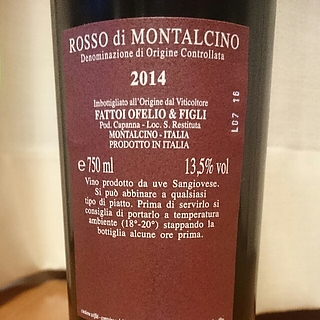 ROSSO di MONTALCINO
Denominazione di Origine Controllata
2014
Imbottigliato all'Origine dal Viticoltore
FATTOI OFELIO & FIGLI
Pod. Capanna - Loc. S. Restituta
MONTALCINO - ITALIA
PRODOTTO IN ITALIA
e 750 ml 13,5% vol
Vino prodotto da uve Sangiovese.
Si può abbinare a qualsiasi
tipo di piatto. Prima di servirlo si
consiglia di portarlo a temperatura
ambiente (18°-20°) stappando la
bottiglia alcune ore prima.